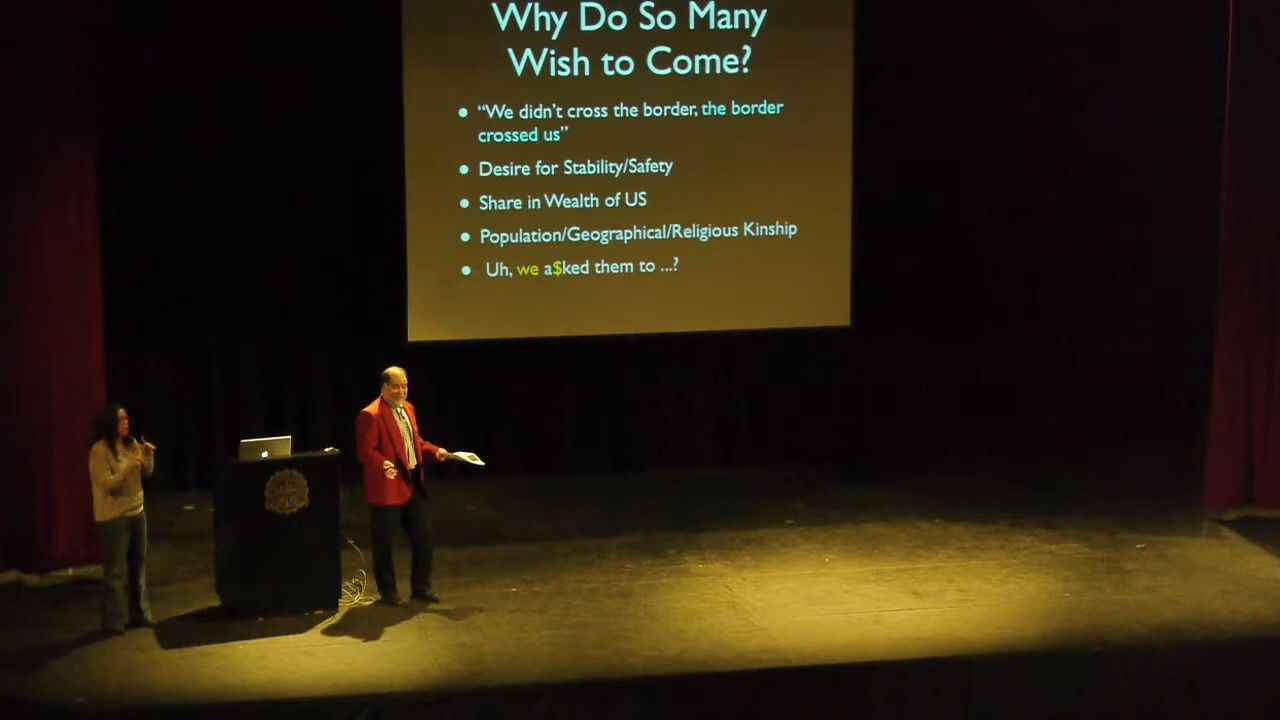 Why Do So Many
Wish to Come?
• “We didn’t cross the border, the border
crossed us”
• Desire for Stability/Safety
• Share in Wealth of US
• Population/Geographical/Religious Kinship
• Uh, we a$ked them to ...?